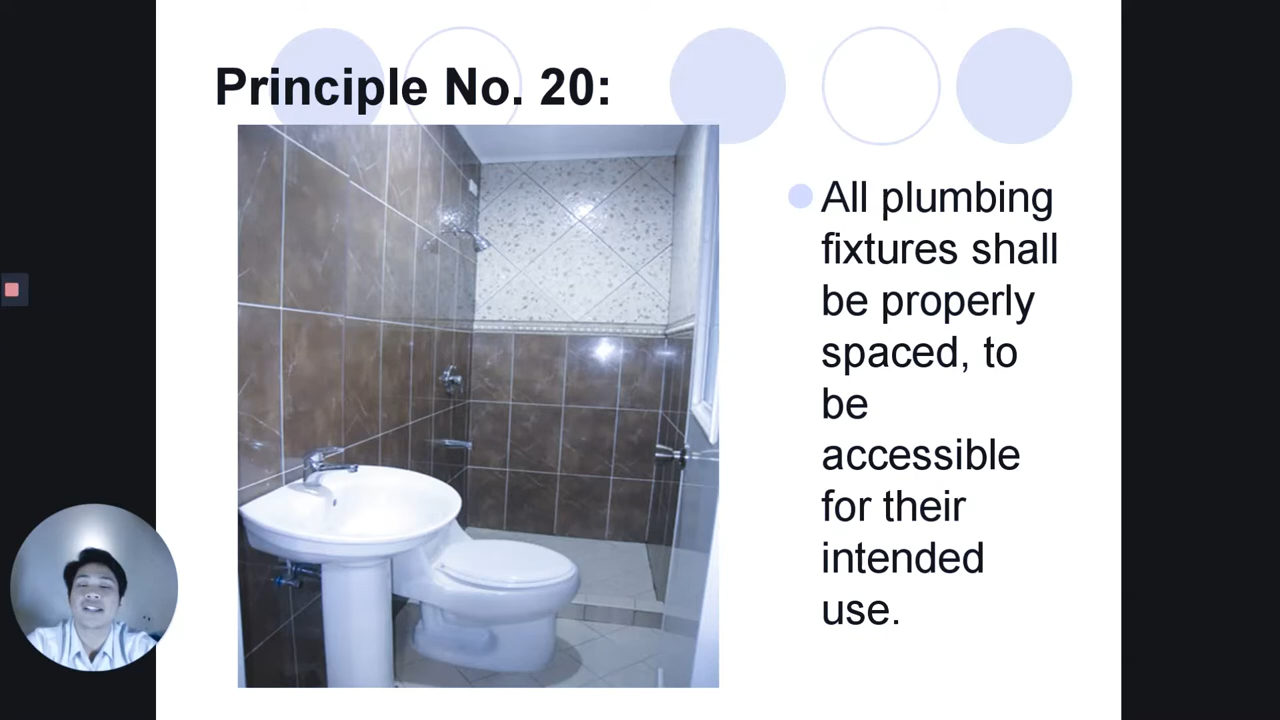 Principle No. 20:
All plumbing
fixtures shall
be properly
spaced, to
be
accessible
for their
intended
use.